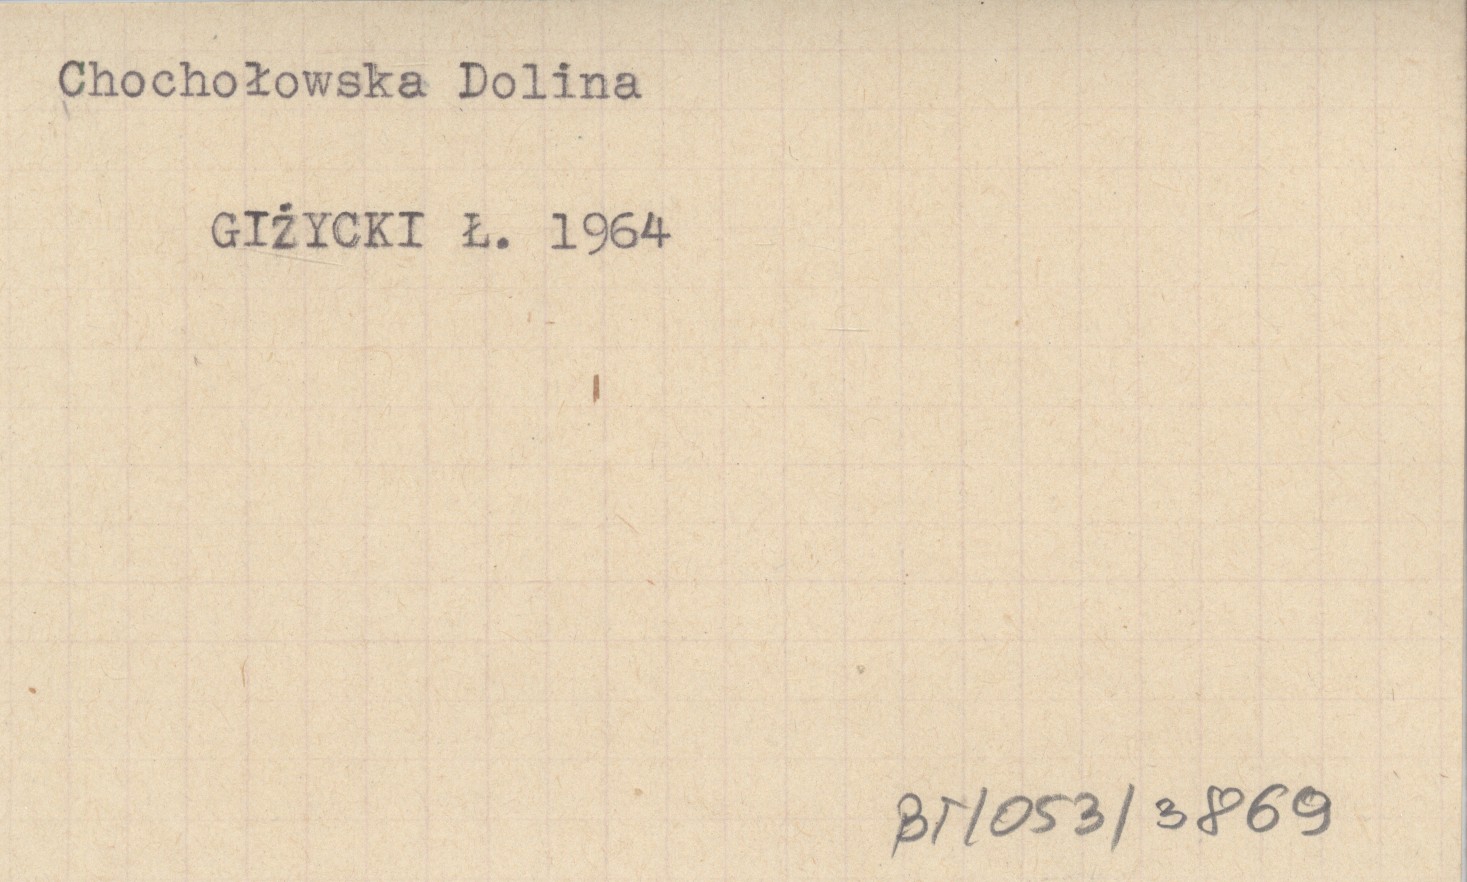 Chochołowska Dolina
GIŻYCKI Ł. 1964
BT/053/3869